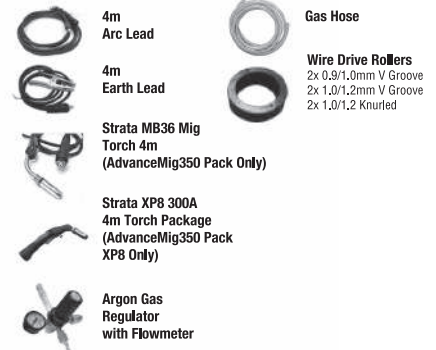 4m
Arc Lead
4m
Earth Lead
Strata MB36 Mig
Torch 4m
(AdvanceMig350 Pack Only)
Strata XP8 300A
4m Torch Package
(AdvanceMig350 Pack
XP8 Only)
Argon Gas
Regulator
with Flowmeter
Gas Hose
Wire Drive Rollers
2x 0.9/1.0mm V Groove
2x 1.0/1.2mm V Groove
2x 1.0/1.2 Knurled